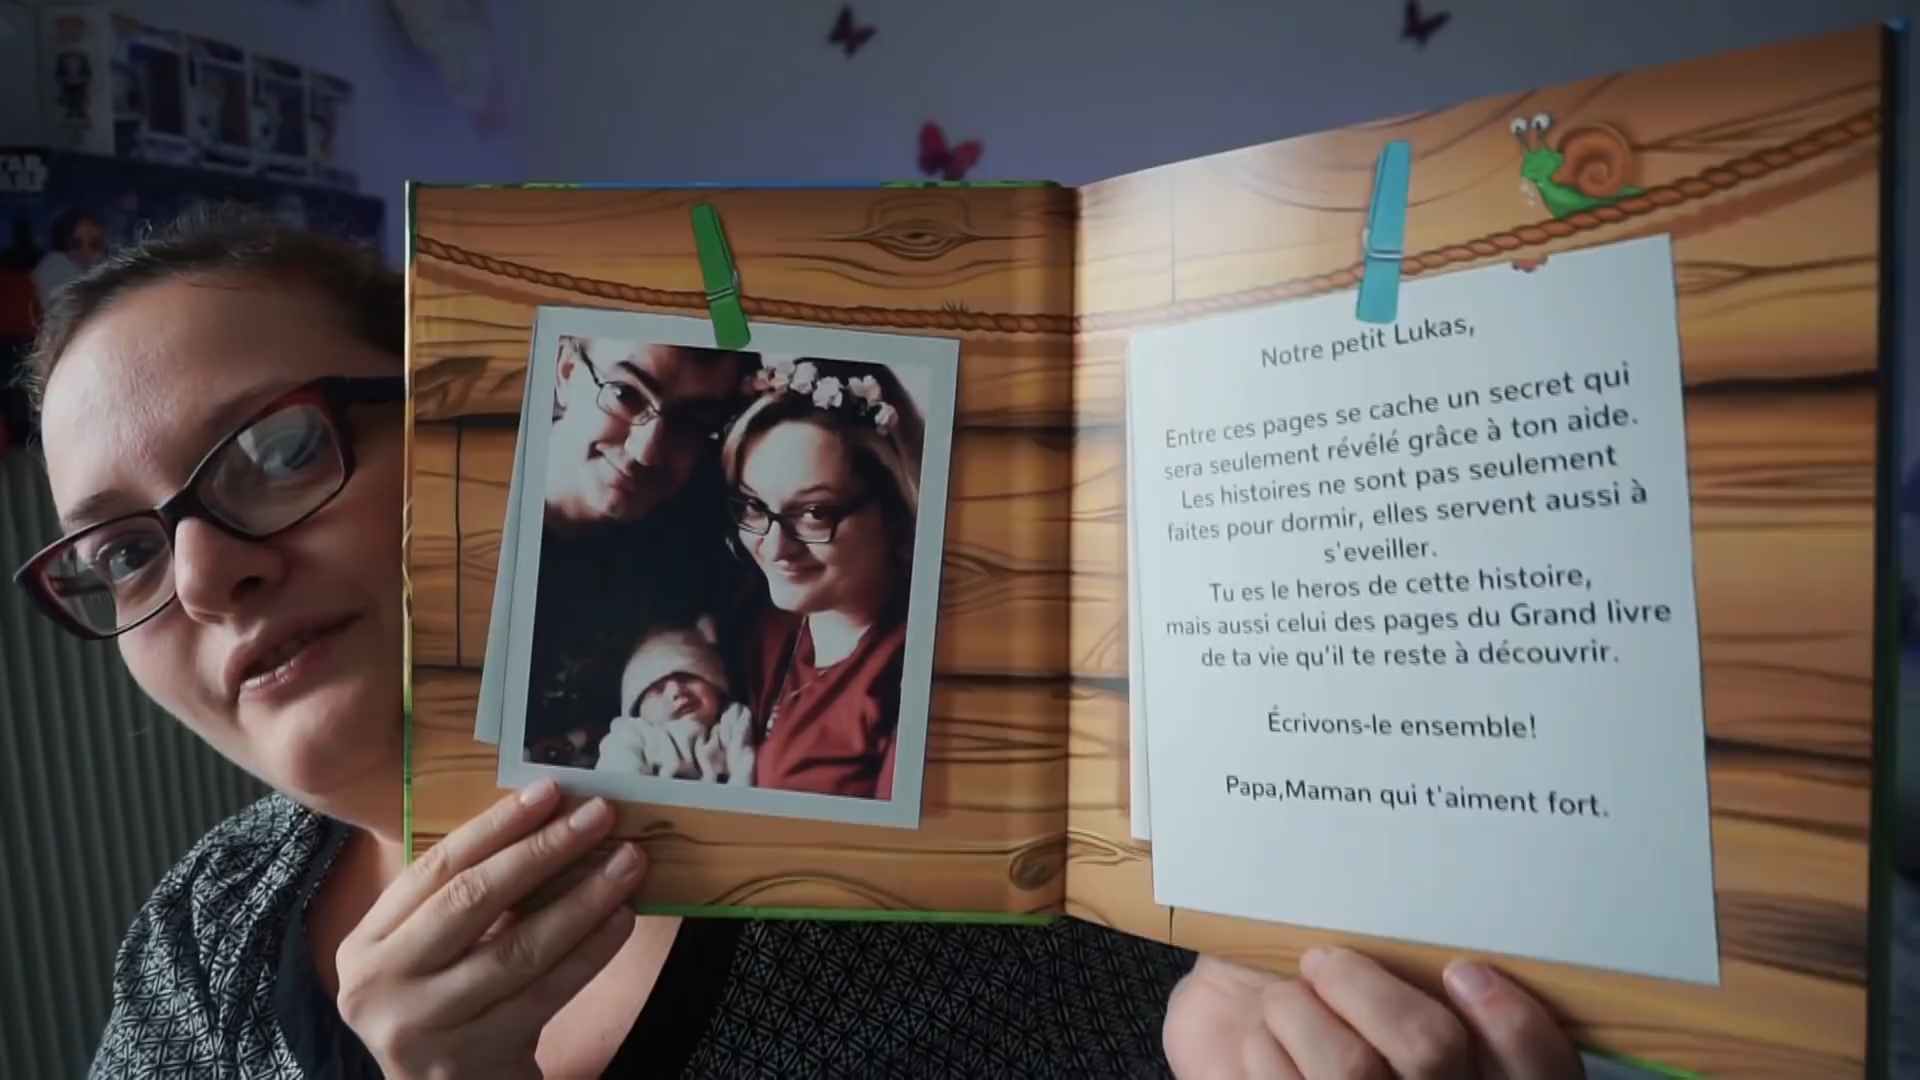 STAR
WARS
Notre petit Lukas,
Entre ces pages se cache un secret qui
sera seulement révélé grâce à ton aide.
Les histoires ne sont pas seulement
faites pour dormir, elles servent aussi à
s'eveiller.
Tu es le heros de cette histoire,
mais aussi celui des pages du Grand livre
de ta vie qu'il te reste à découvrir.
Écrivons-le ensemble!
Papa,Maman qui t'aiment fort.